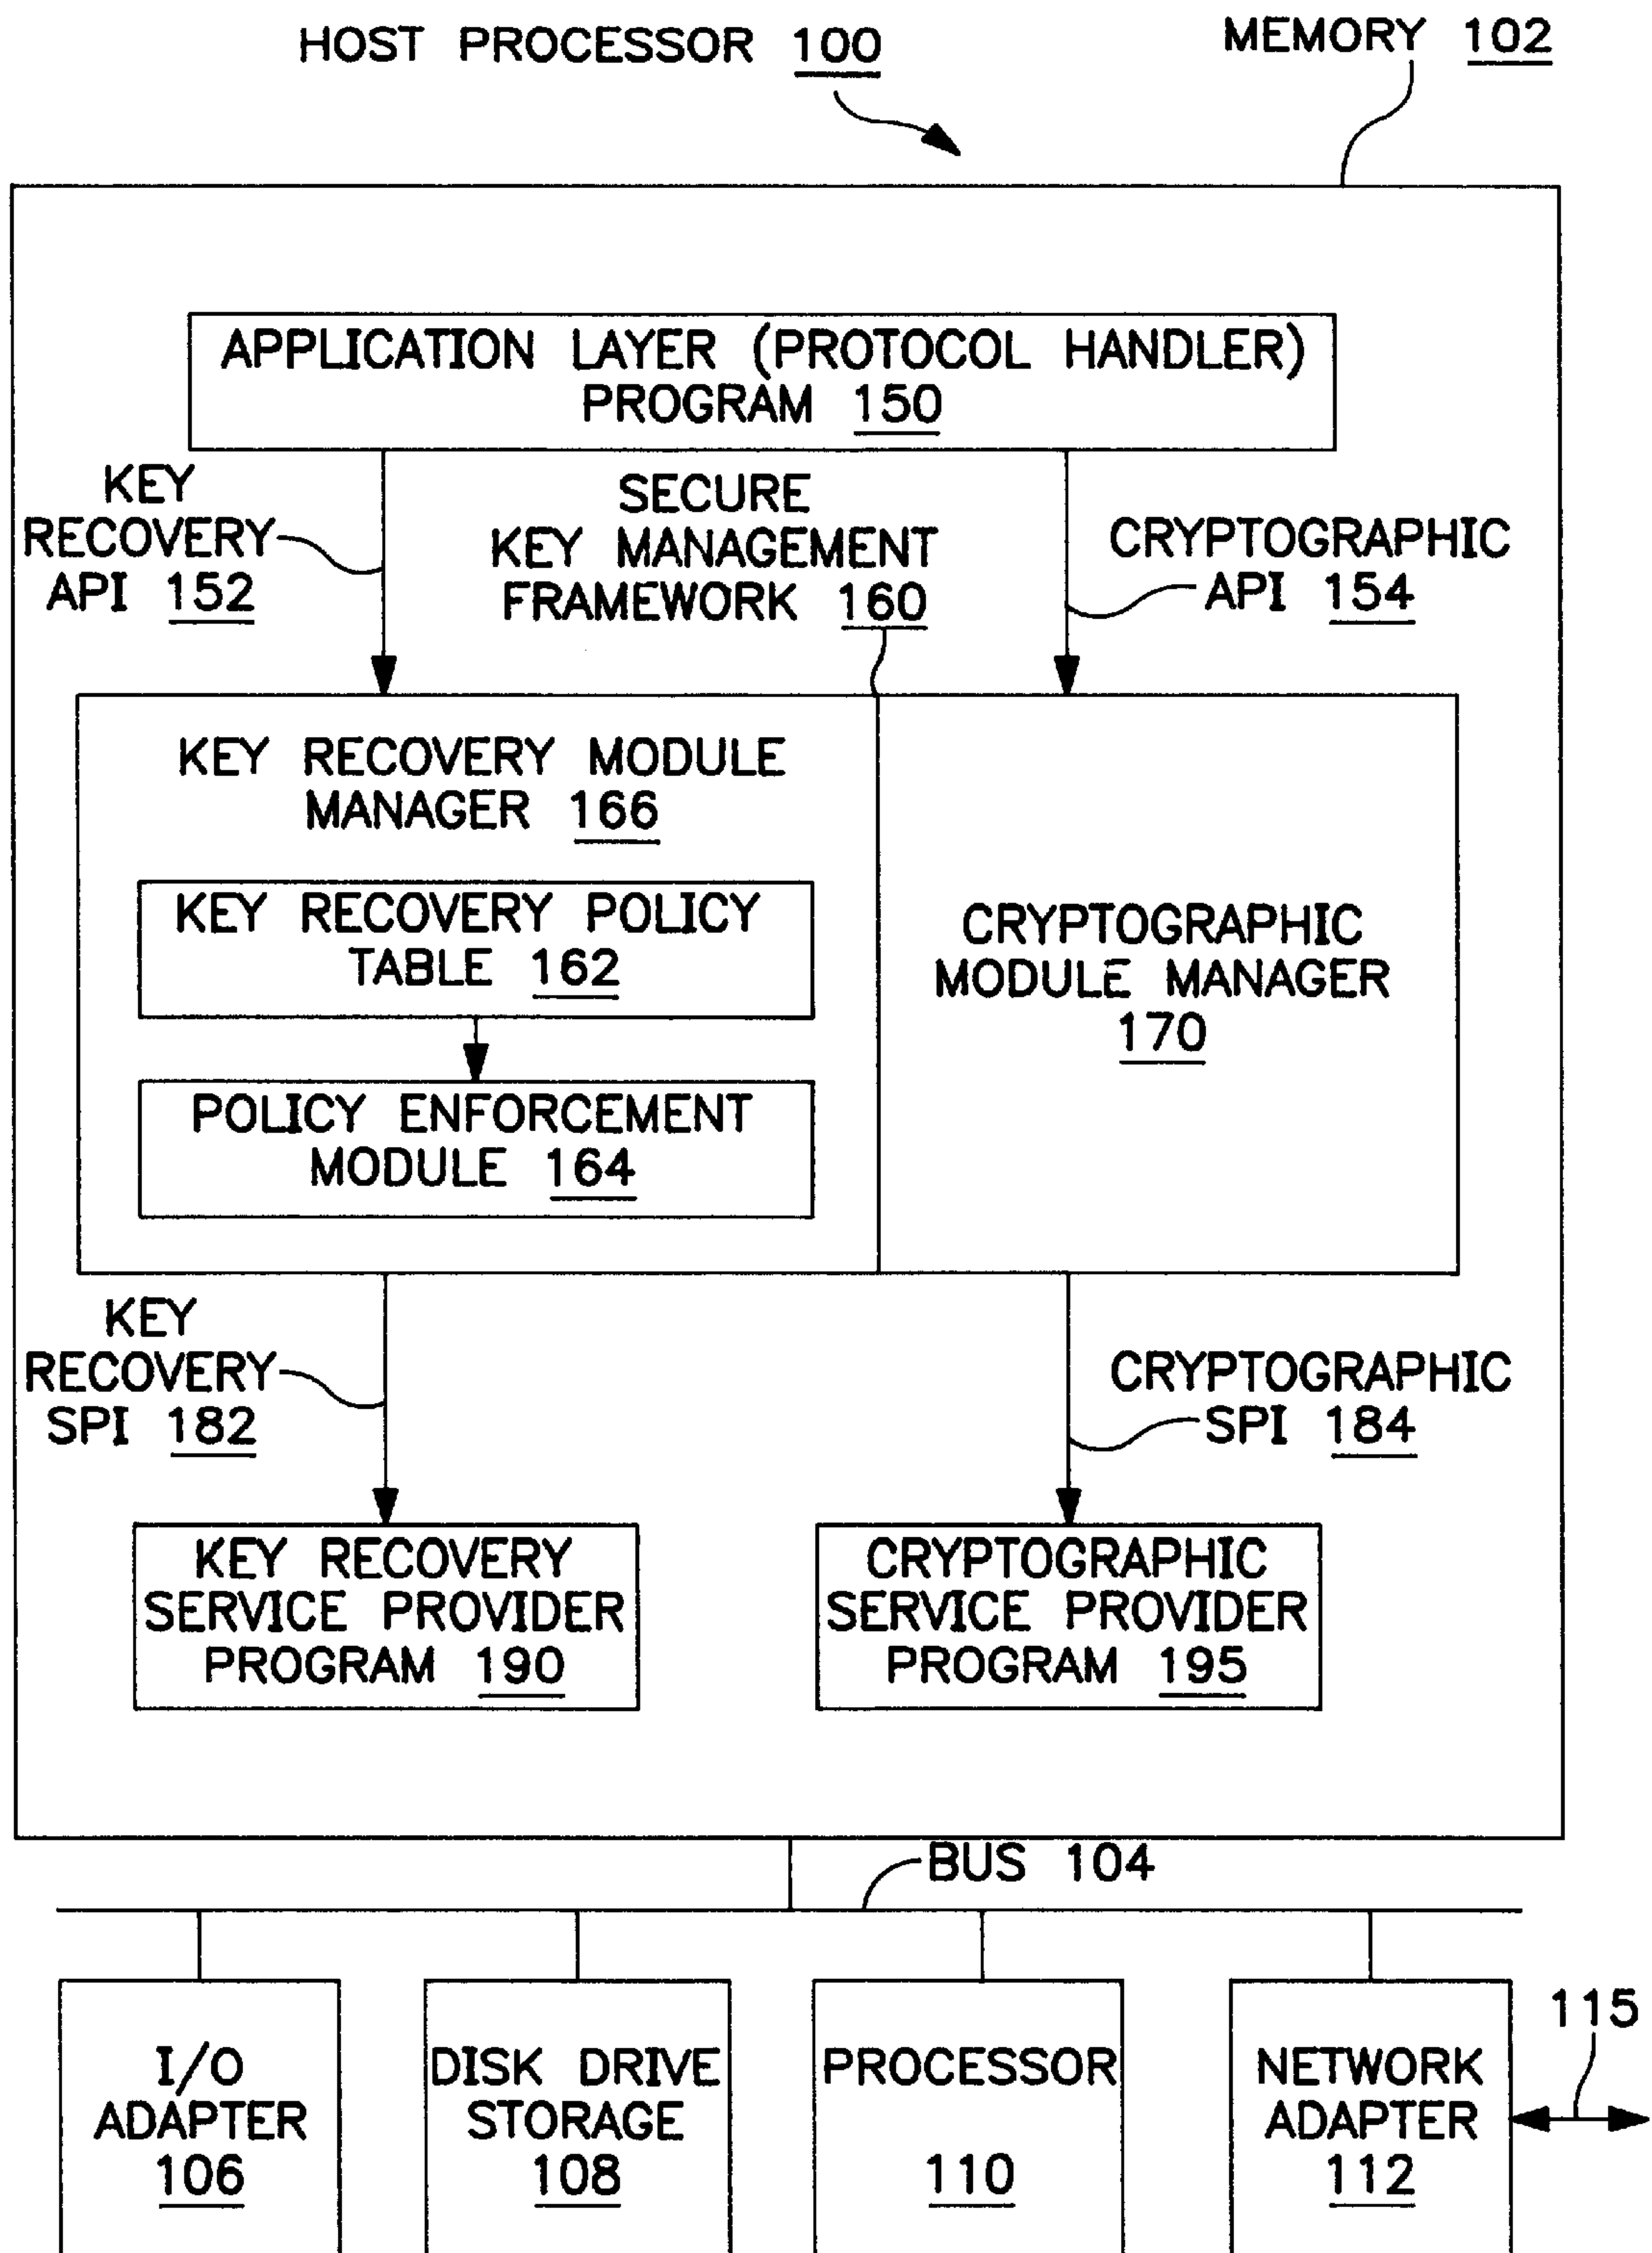 HOST PROCESSOR 100
MEMORY 102
APPLICATION LAYER (PROTOCOL HANDLER)
PROGRAM 150
KEY
RECOVERY
API 152
SECURE
KEY MANAGEMENT
FRAMEWORK 160
CRYPTOGRAPHIC
API 154
KEY RECOVERY MODULE
MANAGER 166
KEY RECOVERY POLICY
TABLE 162
POLICY ENFORCEMENT
MODULE 164
CRYPTOGRAPHIC
MODULE MANAGER
170
KEY
RECOVERY
SPI 182
CRYPTOGRAPHIC
SPI 184
KEY RECOVERY
SERVICE PROVIDER
PROGRAM 190
CRYPTOGRAPHIC
SERVICE PROVIDER
PROGRAM 195
BUS 104
I/O
ADAPTER
106
DISK DRIVE
STORAGE
108
PROCESSOR
110
NETWORK
ADAPTER
112
115